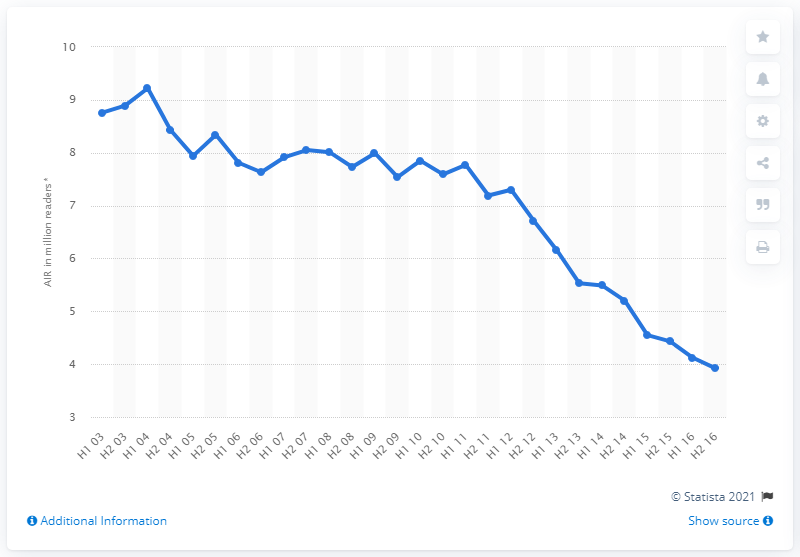 10
9
8
7
6
5
4
3
AIR in million readers*
H1 03
H2 03
H1 04
H2 04
H1 05
H2 05
H1 06
H2 06
H1 07
H2 07
H1 08
H2 08
H1 09
H2 09
H1 10
H2 10
H1 11
H2 11
H1 12
H2 12
H1 13
H2 13
H1 14
H2 14
H1 15
H2 15
H1 16
H2 16
© Statista 2021
Additional Information
Show source